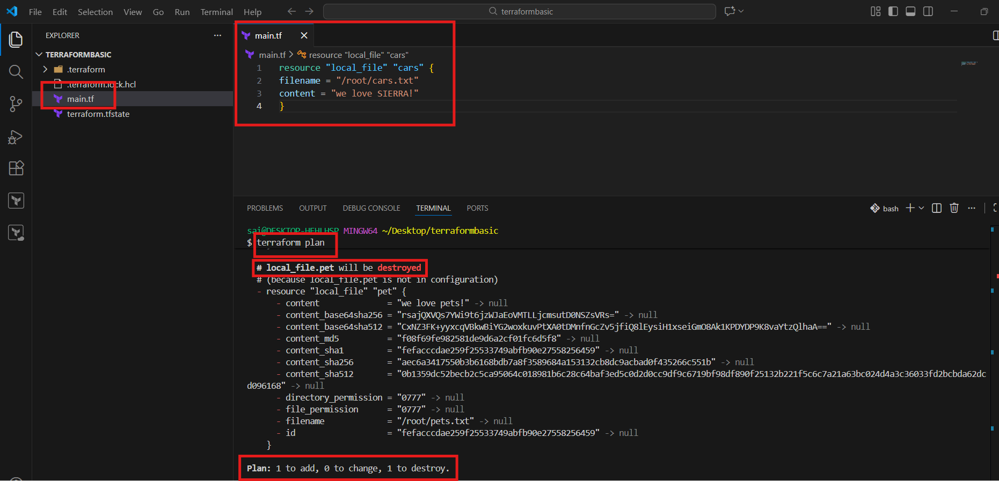 File Edit Selection View Go Run Terminal Help
terraformbasic
EXPLORER
TERRAFORMBASIC
.terraform
.terraform.lock.hcl
main.tf
terraform.tfstate
main.tf
main.tf > resource "local_file" "cars"
1 resource "local_file" "cars" {
2 filename = "/root/cars.txt"
3 content = "we love SIERRA!"
4 }
PROBLEMS OUTPUT DEBUG CONSOLE TERMINAL PORTS
bash
sai@DESKTOP-HEHLHSP MINGW64 ~/Desktop/terraformbasic
$ terraform plan
# local_file.pet will be destroyed
# (because local_file.pet is not in configuration)
- resource "local_file" "pet" {
- content = "we love pets!" -> null
- content_base64sha256 = "rsajQXVQs7YWi9t6jzWJaEoVMTLLjcmsutD0NSZsVRs=" -> null
- content_base64sha512 = "CxNZ3FK+yyxcqVBkwBiYG2woxkuvPtXA0tDMnfnGcZv5jfiQ8lEysiH1xseiGmO8Ak1KPDYDP9K8vaYtzQlhaA==" -> null
- content_md5 = "f08f69fe982581de9d6a2cf01fc6d5f8" -> null
- content_sha1 = "fefacccdae259f25533749abfb90e27558256459" -> null
- content_sha256 = "aec6a3417550b3b6168bdb7a8f3589684a153132cb8dc9acbad0f435266c551b" -> null
- content_sha512 = "0b1359dc52becb2c5ca95064c018981b6c28c64baf3ed5c0d2d0cc9df9c6719bf98df890f25132b221f5c6c7a21a63bc024d4a3c36033fd2bcbda62dc
d096168" -> null
- directory_permission = "0777" -> null
- file_permission = "0777" -> null
- filename = "/root/pets.txt" -> null
- id = "fefacccdae259f25533749abfb90e27558256459" -> null
}
Plan: 1 to add, 0 to change, 1 to destroy.